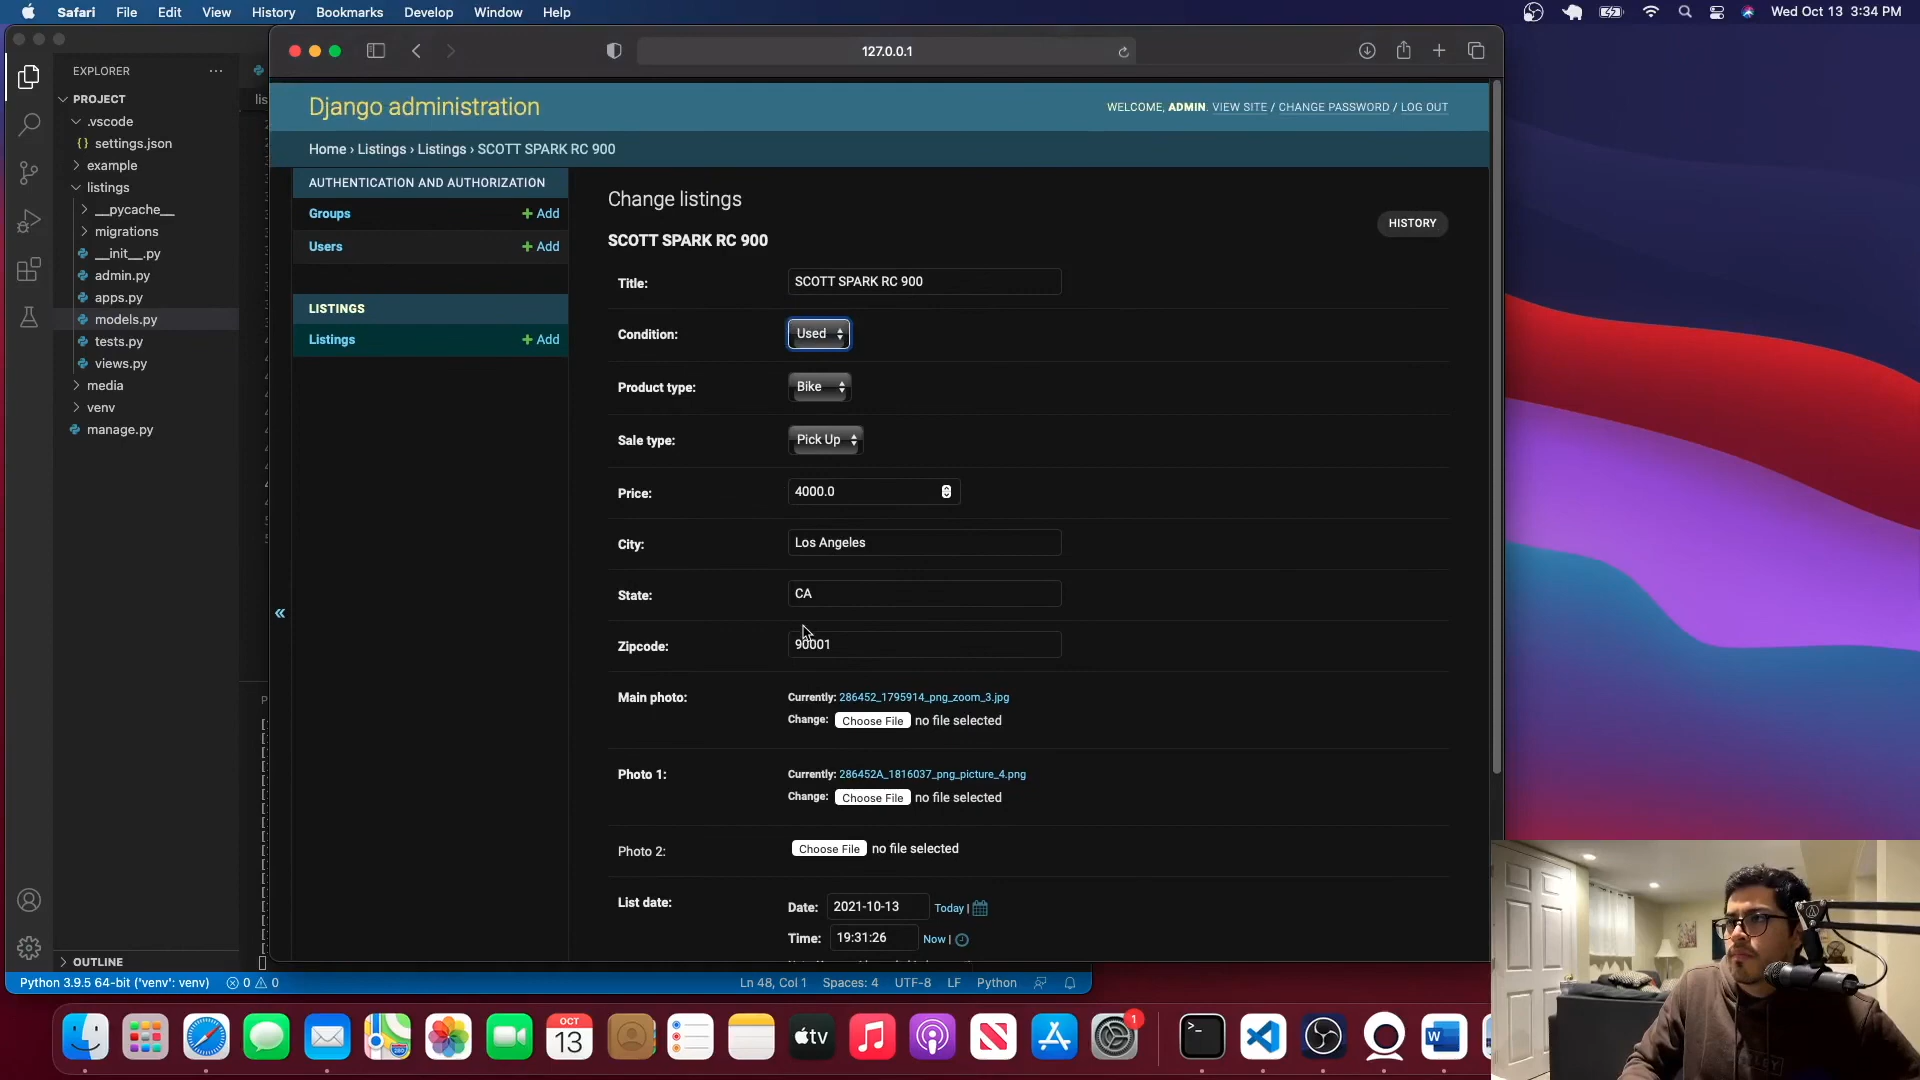 Safari File Edit View History Bookmarks Develop Window Help
Wed Oct 13 3:34 PM
127.0.0.1
EXPLORER
PROJECT
.vscode
{} settings.json
example
listings
__pycache__
migrations
__init__.py
admin.py
apps.py
models.py
tests.py
views.py
media
venv
manage.py
OUTLINE
lis
Django administration
WELCOME, ADMIN. VIEW SITE / CHANGE PASSWORD / LOG OUT
Home › Listings › Listings › SCOTT SPARK RC 900
AUTHENTICATION AND AUTHORIZATION
Groups + Add
Users + Add
LISTINGS
Listings + Add
«
Change listings
HISTORY
SCOTT SPARK RC 900
Title: SCOTT SPARK RC 900
Condition: Used
Product type: Bike
Sale type: Pick Up
Price: 4000.0
City: Los Angeles
State: CA
Zipcode: 90001
Main photo: Currently: 286452_1795914_png_zoom_3.jpg
Change: Choose File no file selected
Photo 1: Currently: 286452A_1816037_png_picture_4.png
Change: Choose File no file selected
Photo 2: Choose File no file selected
List date: Date: 2021-10-13 Today |
Time: 19:31:26 Now |
Python 3.9.5 64-bit ('venv': venv) 0 0 Ln 48, Col 1 Spaces: 4 UTF-8 LF Python
OCT
13
280
tv
1
>_
W